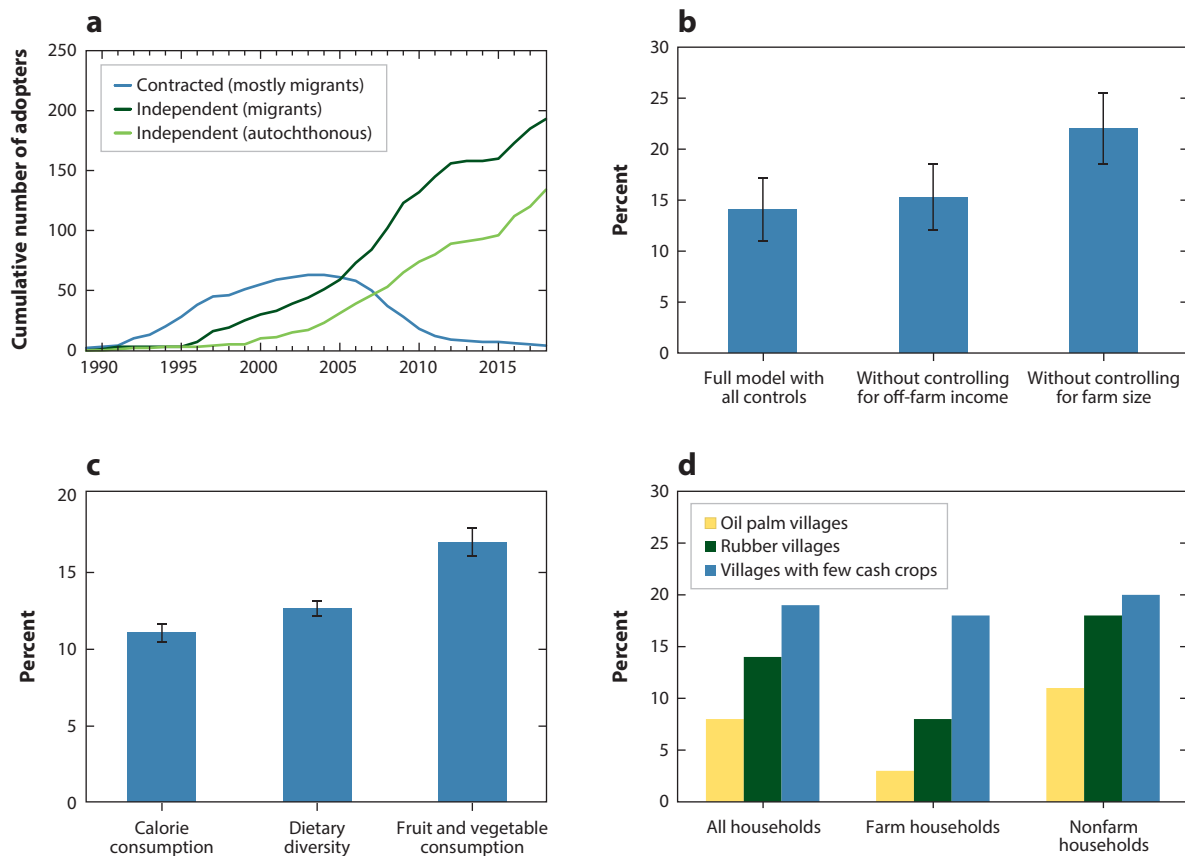 a
Cumulative number of adopters
250
200
150
100
50
0
Contracted (mostly migrants)
Independent (migrants)
Independent (autochthonous)
1990 1995 2000 2005 2010 2015
b
Percent
30
25
20
15
10
5
0
Full model with
all controls
Without controlling
for off-farm income
Without controlling
for farm size
c
Percent
20
15
10
5
0
Calorie
consumption
Dietary
diversity
Fruit and vegetable
consumption
d
Percent
30
25
20
15
10
5
0
Oil palm villages
Rubber villages
Villages with few cash crops
All households
Farm households
Nonfarm
households